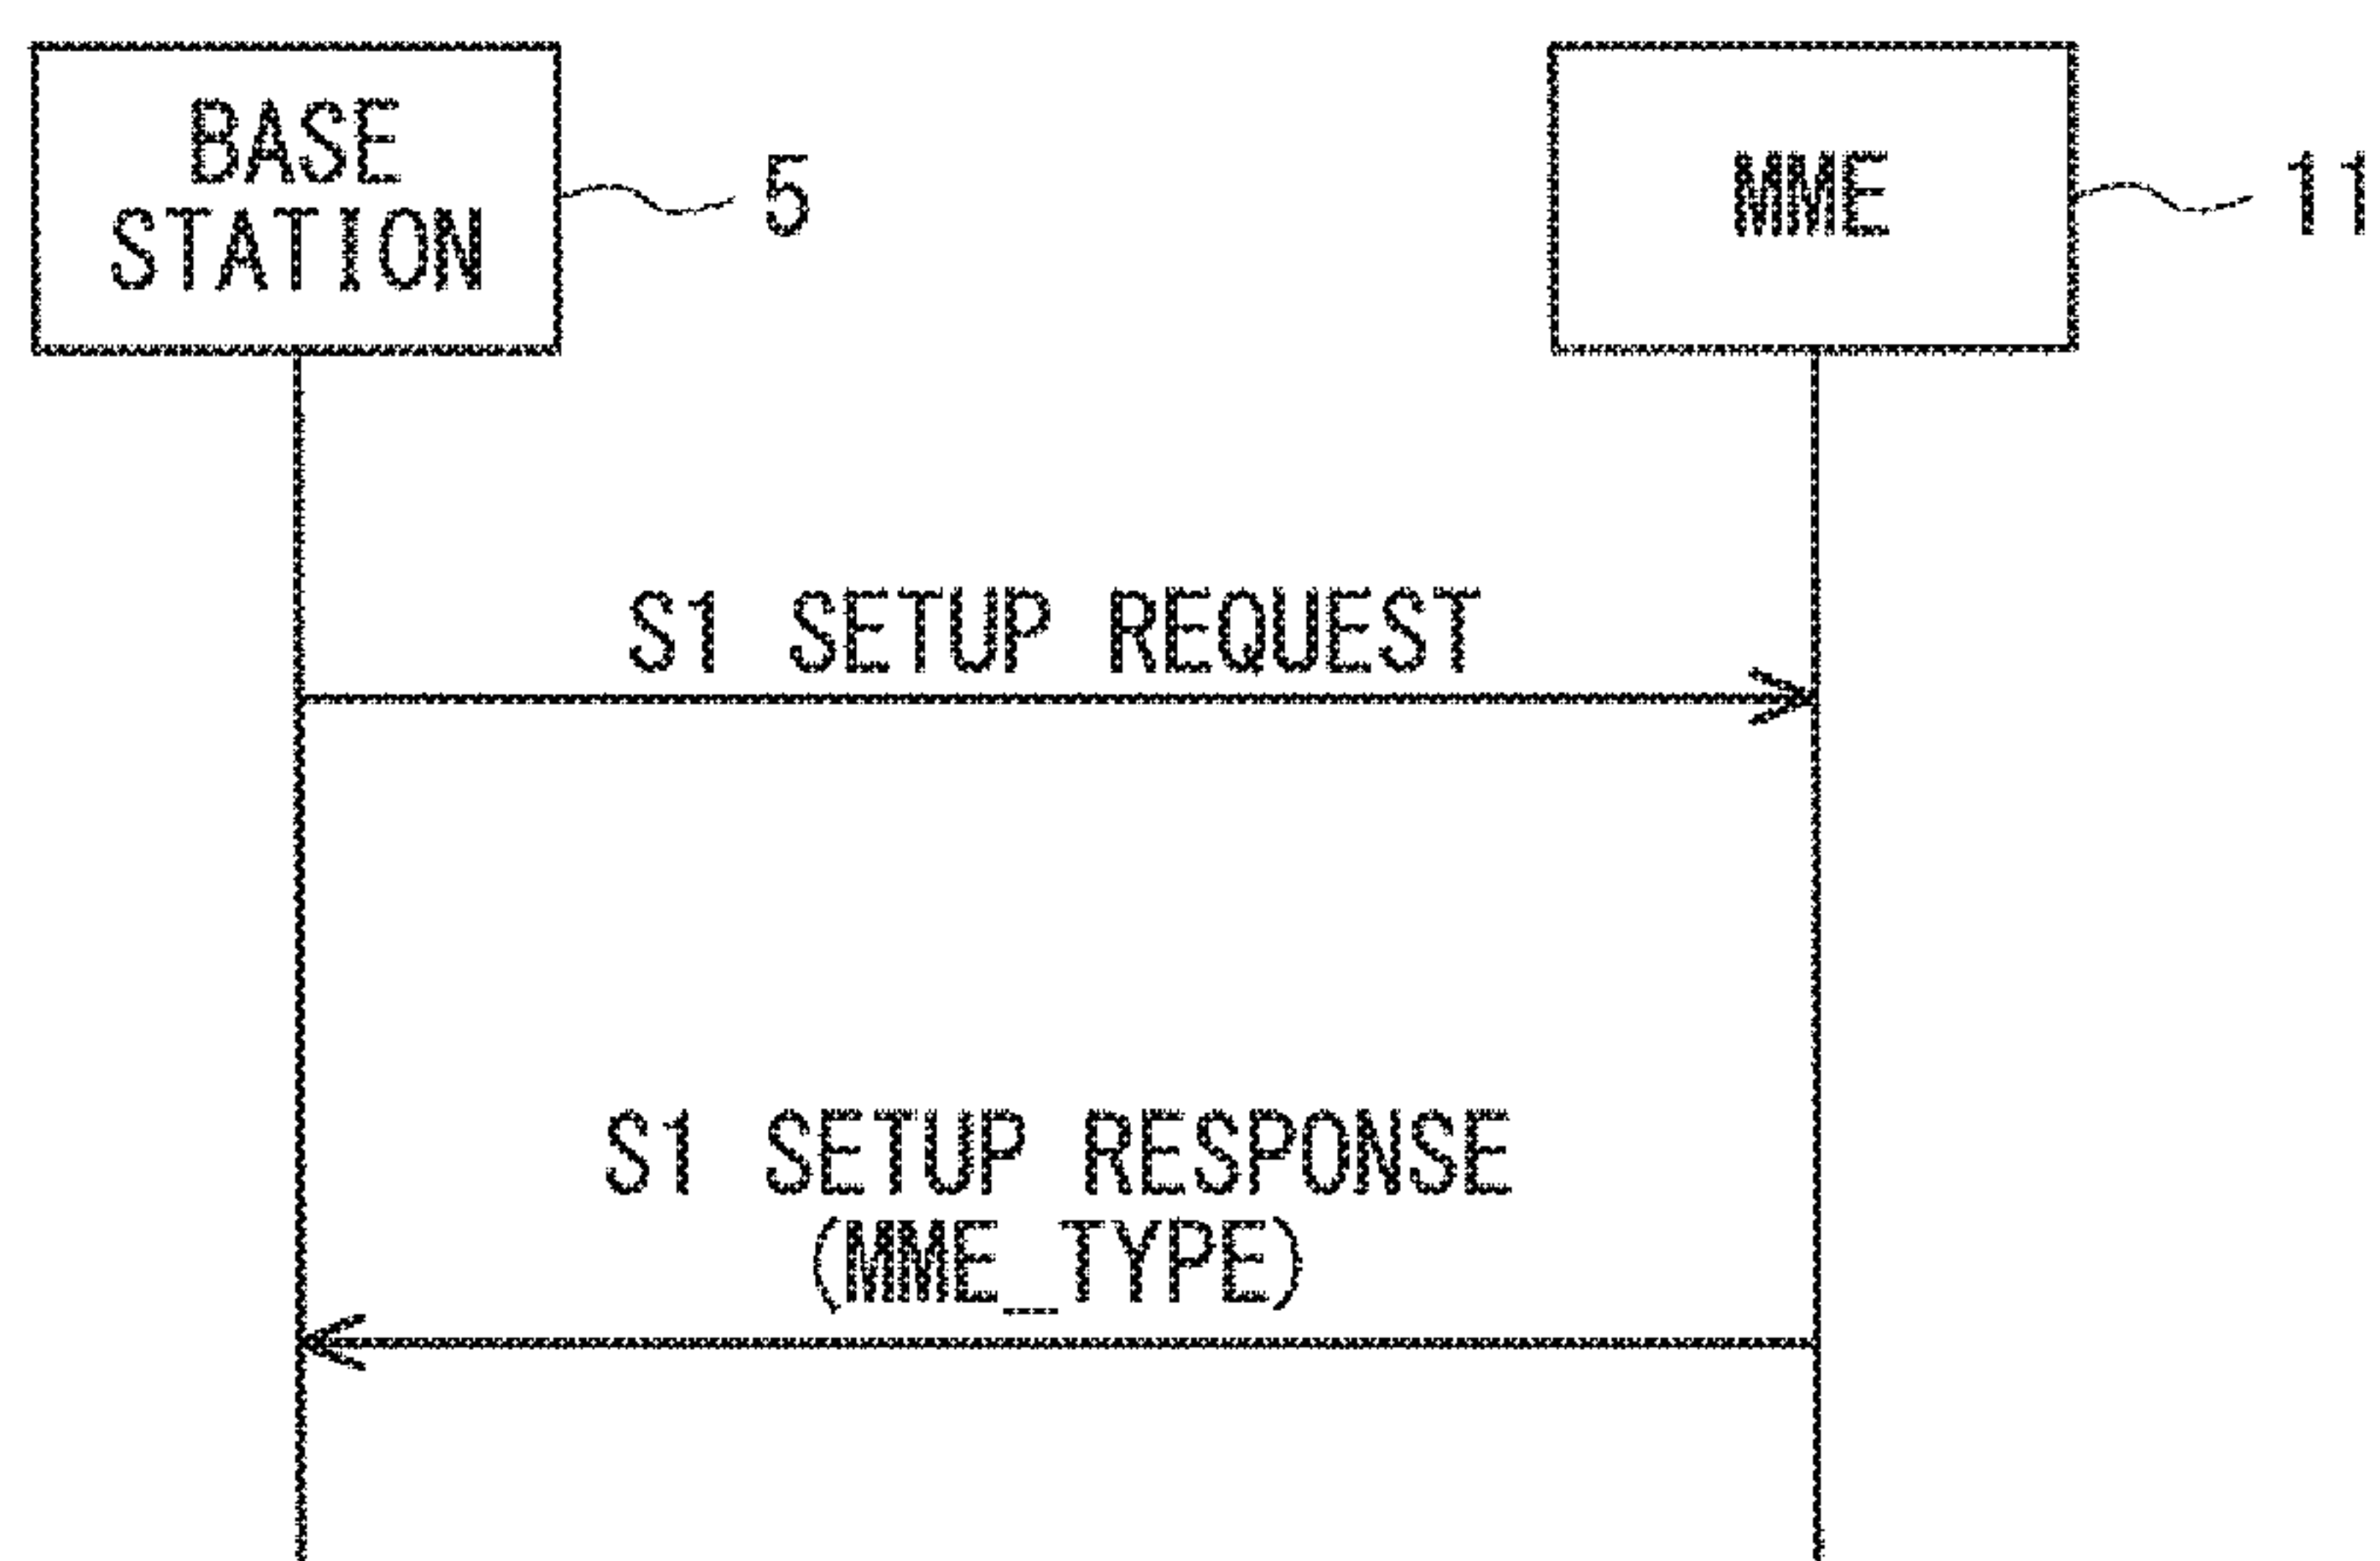 BASE
STATION
5
MME
11
S1 SETUP REQUEST
S1 SETUP RESPONSE
(MME_TYPE)